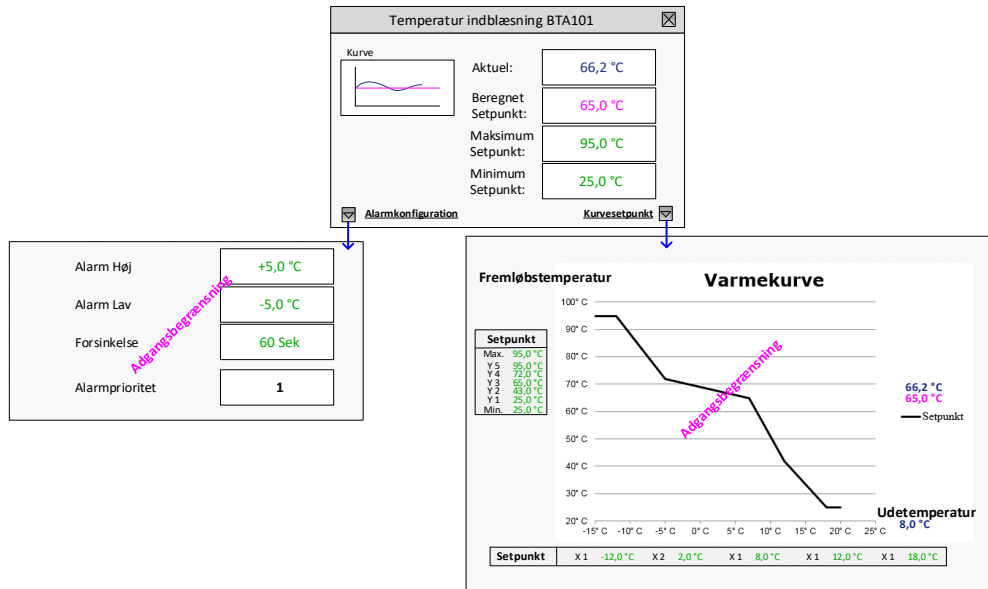 Temperatur indblæsning BTA101
Kurve
Aktuel: 66,2 °C
Beregnet
Setpunkt: 65,0 °C
Maksimum
Setpunkt: 95,0 °C
Minimum
Setpunkt: 25,0 °C
Alarmkonfiguration
Kurvesetpunkt
Alarm Høj +5,0 °C
Alarm Lav -5,0 °C
Forsinkelse 60 Sek
Alarmprioritet 1
Adgangsbegrænsning
Fremløbstemperatur
Varmekurve
Setpunkt
Max. 95,0 °C
Y 5 95,0 °C
Y 4 72,0 °C
Y 3 65,0 °C
Y 2 43,0 °C
Y 1 25,0 °C
Min. 25,0 °C
100° C
90° C
80° C
70° C
60° C
50° C
40° C
30° C
20° C
-15° C -10° C -5° C 0° C 5° C 10° C 15° C 20° C 25° C
Adgangsbegrænsning
66,2 °C
65,0 °C
Setpunkt
Udetemperatur
8,0 °C
Setpunkt X 1 -12,0 °C X 2 2,0 °C X 1 8,0 °C X 1 12,0 °C X 1 18,0 °C